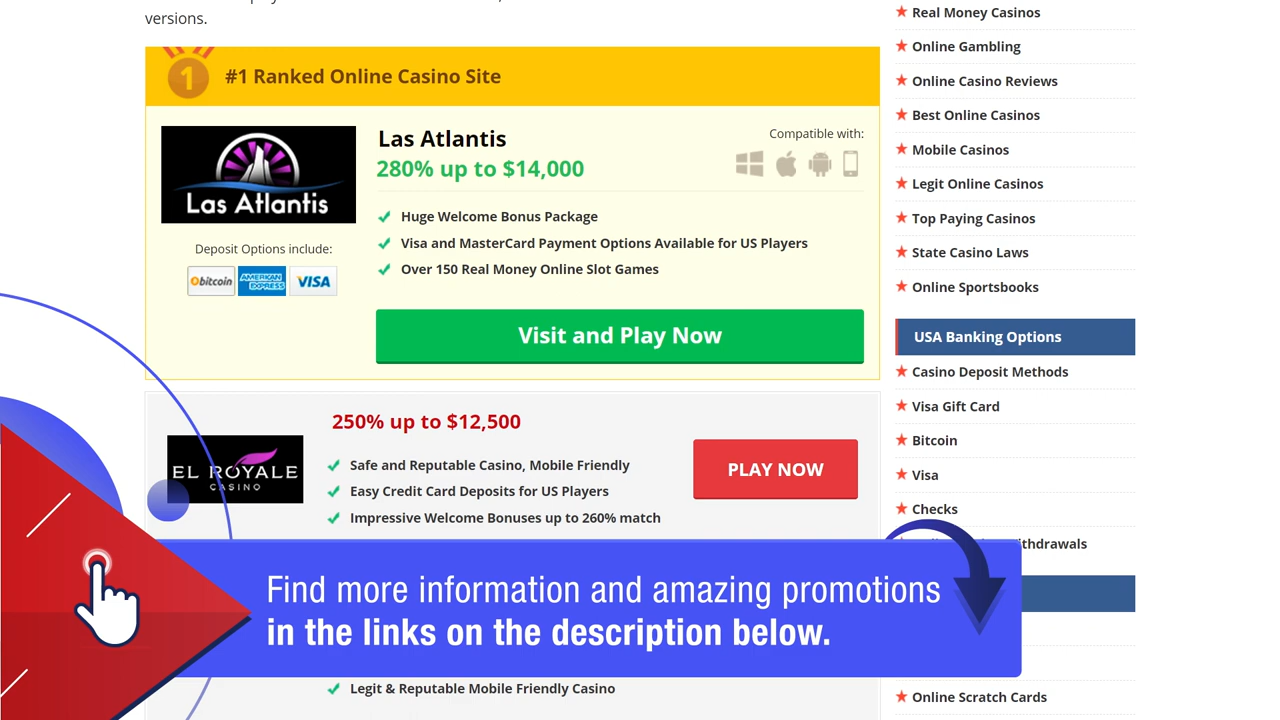 versions.
1
#1 Ranked Online Casino Site
Las Atlantis
Las Atlantis
280% up to $14,000
Compatible with:
Huge Welcome Bonus Package
Visa and MasterCard Payment Options Available for US Players
Over 150 Real Money Online Slot Games
Deposit Options include:
bitcoin
AMERICAN EXPRESS
VISA
Visit and Play Now
250% up to $12,500
EL ROYALE
CASINO
Safe and Reputable Casino, Mobile Friendly
Easy Credit Card Deposits for US Players
Impressive Welcome Bonuses up to 260% match
PLAY NOW
Find more information and amazing promotions
in the links on the description below.
Legit & Reputable Mobile Friendly Casino
Real Money Casinos
Online Gambling
Online Casino Reviews
Best Online Casinos
Mobile Casinos
Legit Online Casinos
Top Paying Casinos
State Casino Laws
Online Sportsbooks
USA Banking Options
Casino Deposit Methods
Visa Gift Card
Bitcoin
Visa
Checks
Online Scratch Cards